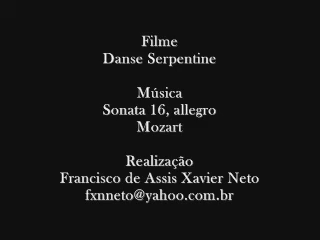 Filme
Danse Serpentine
Música
Sonata 16, allegro
Mozart
Realização
Francisco de Assis Xavier Neto
fxnneto@yahoo.com.br